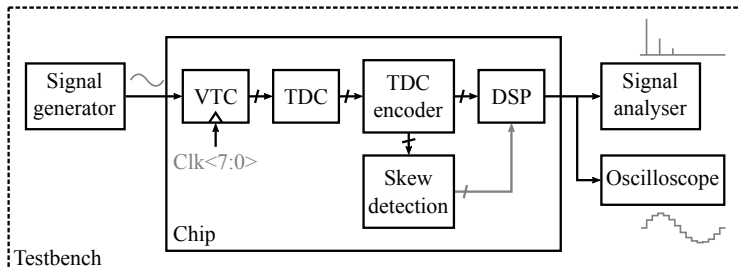 Signal
generator
VTC
TDC
TDC
encoder
DSP
Signal
analyser
Clk<7:0>
Skew
detection
Oscilloscope
Chip
Testbench